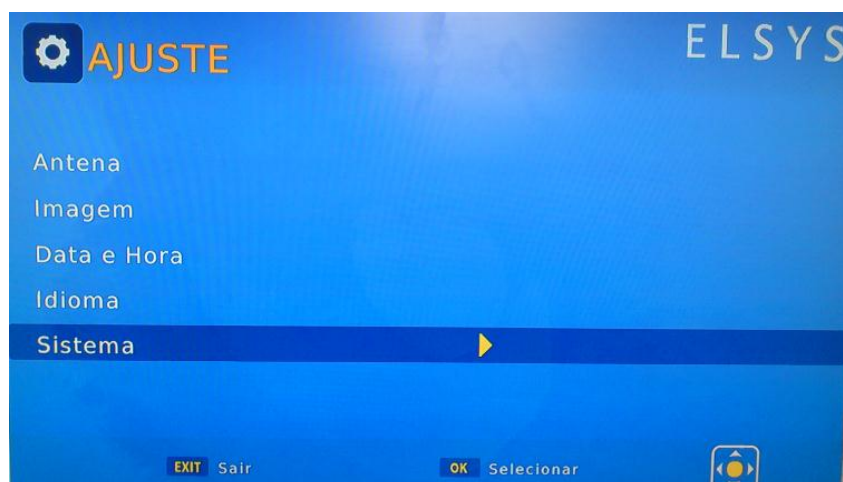 AJUSTE
ELSYS
Antena
Imagem
Data e Hora
Idioma
Sistema
EXIT Sair
OK Selecionar